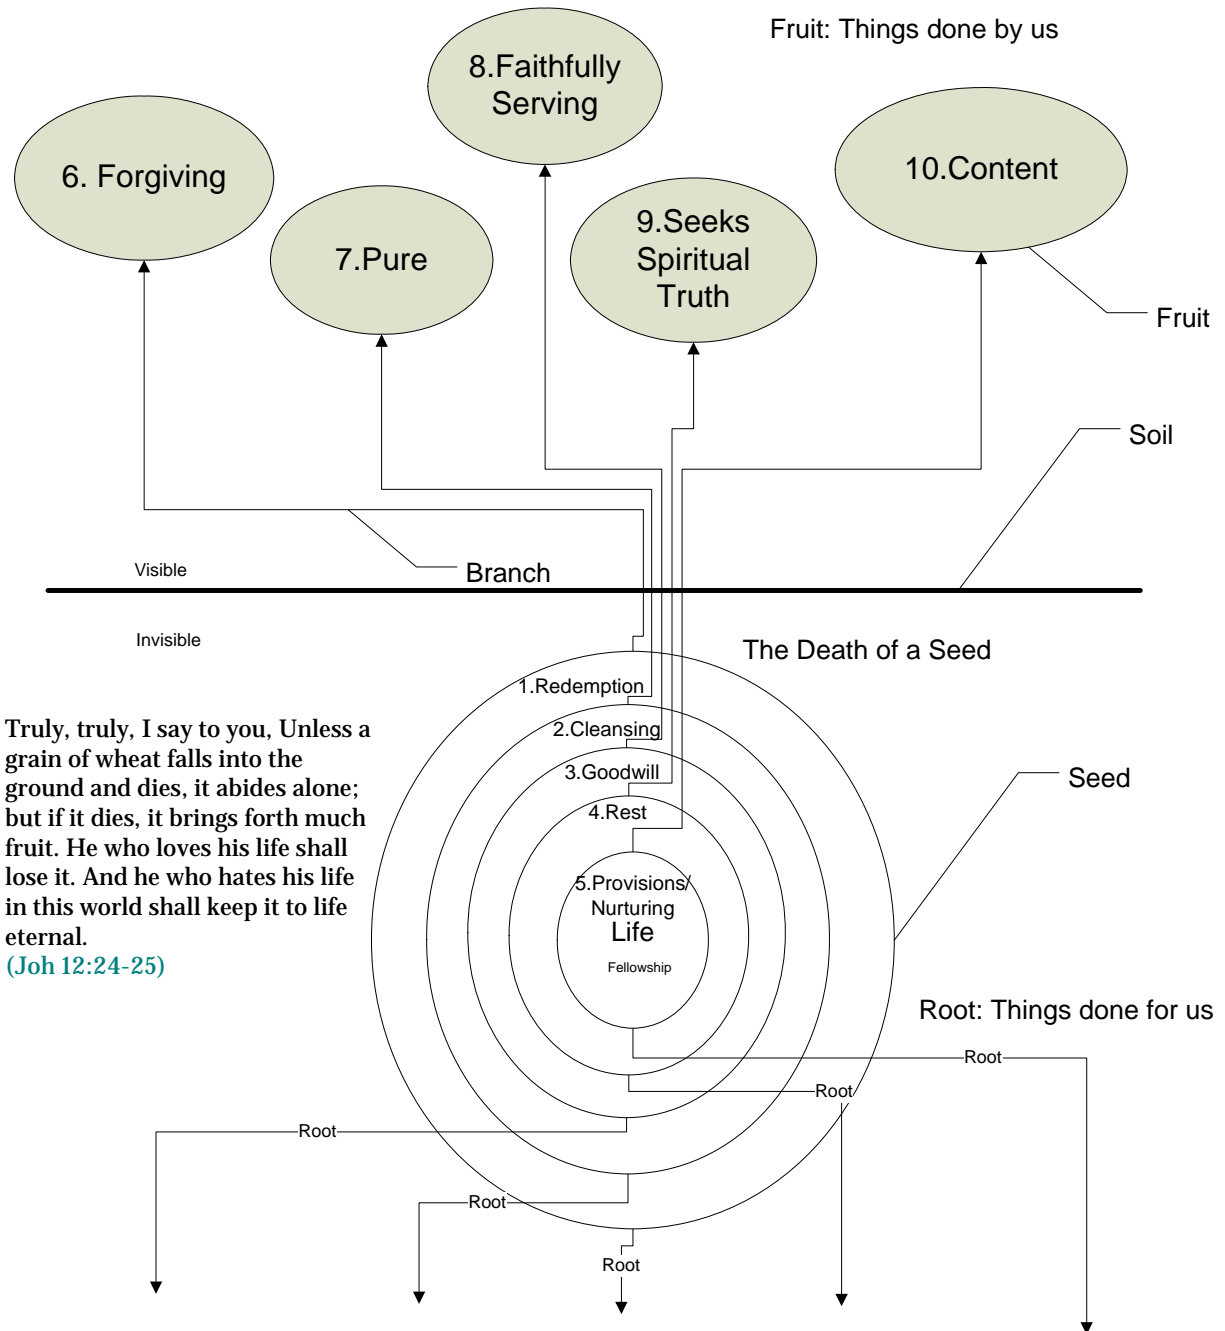 Fruit: Things done by us
8.Faithfully
Serving
6. Forgiving
10.Content
7.Pure
9.Seeks
Spiritual
Truth
Fruit
Soil
Branch
Visible
Invisible
The Death of a Seed
1.Redemption
Truly, truly, I say to you, Unless a
grain of wheat falls into the
ground and dies, it abides alone;
but if it dies, it brings forth much
fruit. He who loves his life shall
lose it. And he who hates his life
in this world shall keep it to life
eternal.
(Joh 12:24-25)
2.Cleansing
3.Goodwill
Seed
4.Rest
5.Provisions/
Nurturing
Life
Fellowship
Root: Things done for us
Root
Root
Root
Root
Root